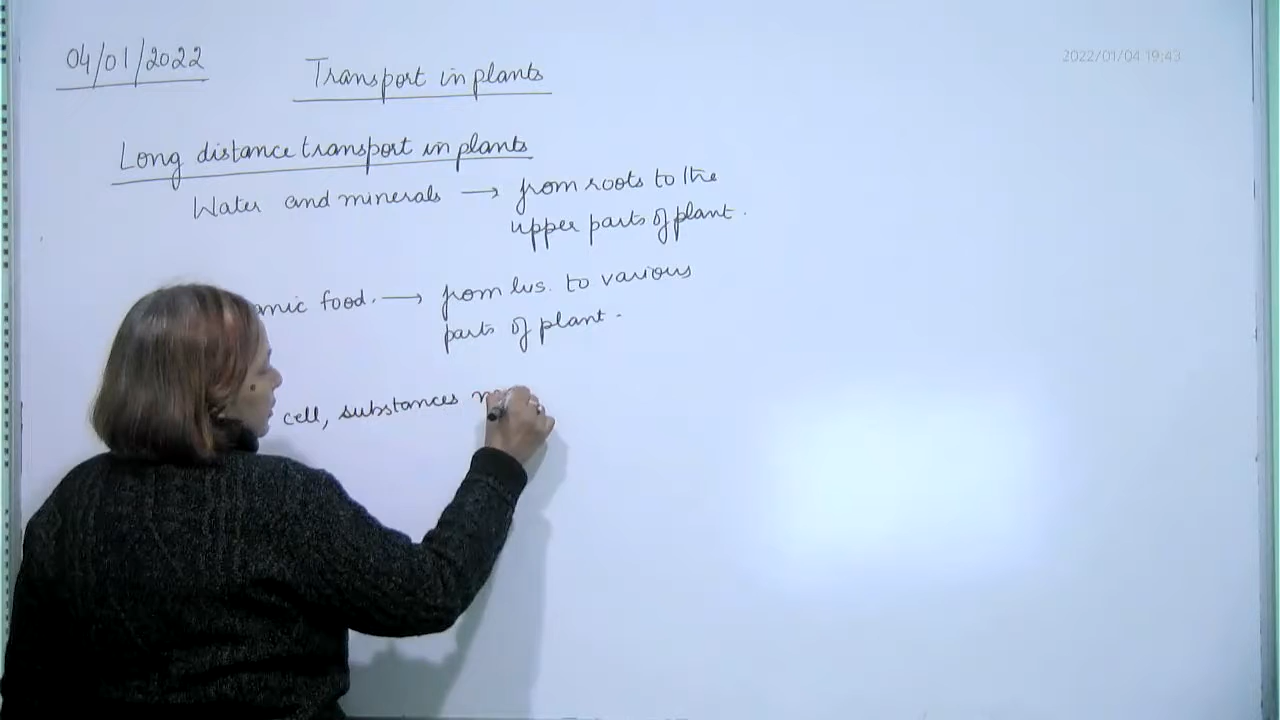 04/01/2022
2022/01/04 19:43
Transport in plants
Long distance transport in plants
Water and minerals → from roots to the
upper parts of plant.
food. → from lvs. to various
parts of plant.
cell, substances